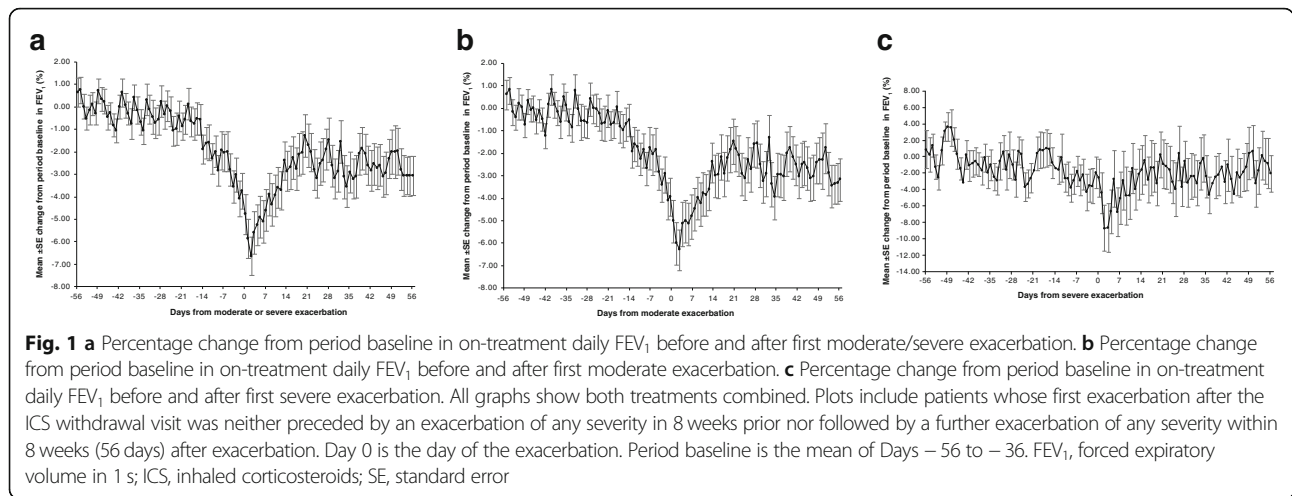 a
b
c
2.00
1.00
0.00
-1.00
-2.00
-3.00
-4.00
-5.00
-6.00
-7.00
-8.00
Mean ±SE change from period baseline in FEV₁ (%)
-56 -49 -42 -35 -28 -21 -14 -7 0 7 14 21 28 35 42 49 56
Days from moderate or severe exacerbation
2.00
1.00
0.00
-1.00
-2.00
-3.00
-4.00
-5.00
-6.00
-7.00
-8.00
Mean ±SE change from period baseline in FEV₁ (%)
-56 -49 -42 -35 -28 -21 -14 -7 0 7 14 21 28 35 42 49 56
Days from moderate exacerbation
8.00
6.00
4.00
2.00
0.00
-2.00
-4.00
-6.00
-8.00
-10.00
-12.00
-14.00
Mean ±SE change from period baseline in FEV₁ (%)
-56 -49 -42 -35 -28 -21 -14 -7 0 7 14 21 28 35 42 49 56
Days from severe exacerbation
Fig. 1 a Percentage change from period baseline in on-treatment daily FEV₁ before and after first moderate/severe exacerbation. b Percentage change
from period baseline in on-treatment daily FEV₁ before and after first moderate exacerbation. c Percentage change from period baseline in on-treatment
daily FEV₁ before and after first severe exacerbation. All graphs show both treatments combined. Plots include patients whose first exacerbation after the
ICS withdrawal visit was neither preceded by an exacerbation of any severity in 8 weeks prior nor followed by a further exacerbation of any severity within
8 weeks (56 days) after exacerbation. Day 0 is the day of the exacerbation. Period baseline is the mean of Days − 56 to − 36. FEV₁, forced expiratory
volume in 1 s; ICS, inhaled corticosteroids; SE, standard error